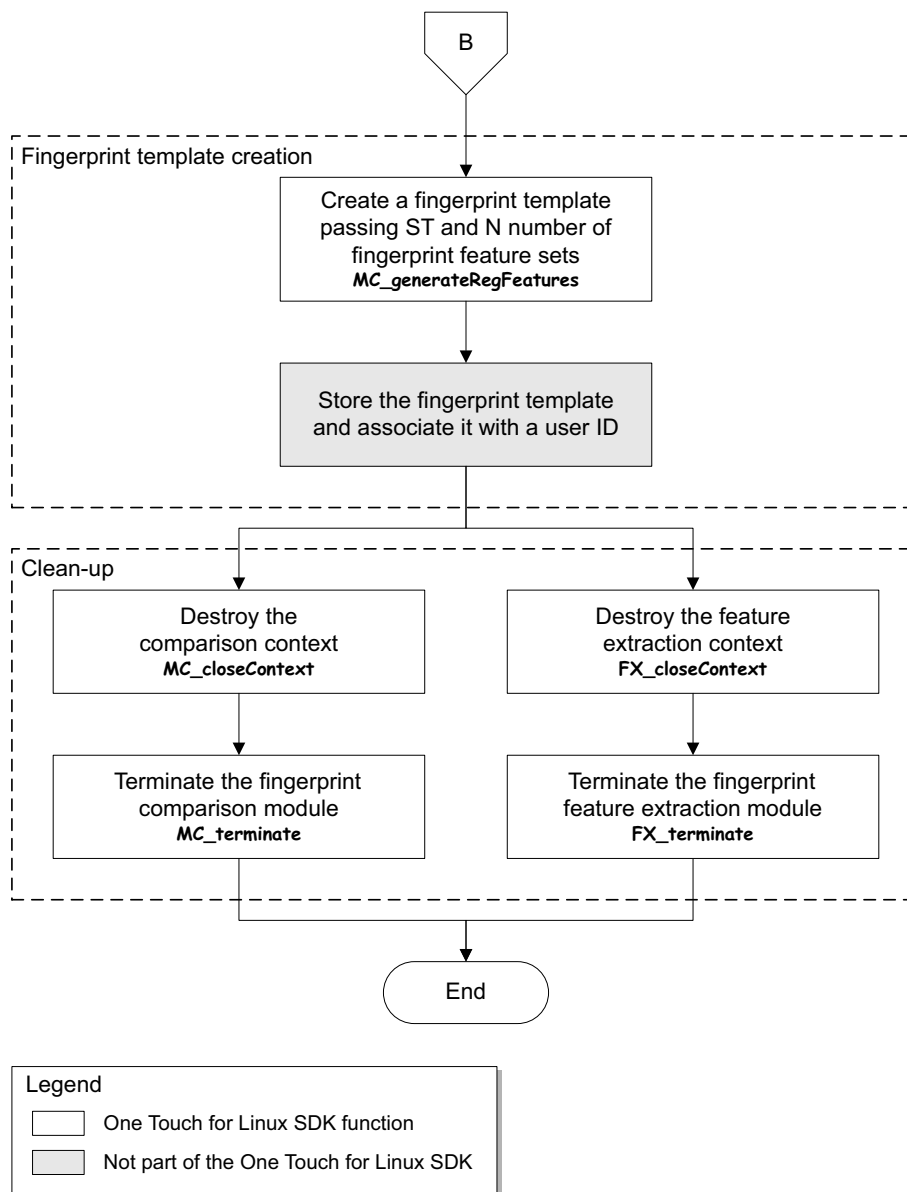 B
Fingerprint template creation
Create a fingerprint template
passing ST and N number of
fingerprint feature sets
MC_generateRegFeatures
Store the fingerprint template
and associate it with a user ID
Clean-up
Destroy the
comparison context
MC_closeContext
Destroy the feature
extraction context
FX_closeContext
Terminate the fingerprint
comparison module
MC_terminate
Terminate the fingerprint
feature extraction module
FX_terminate
End
Legend
One Touch for Linux SDK function
Not part of the One Touch for Linux SDK